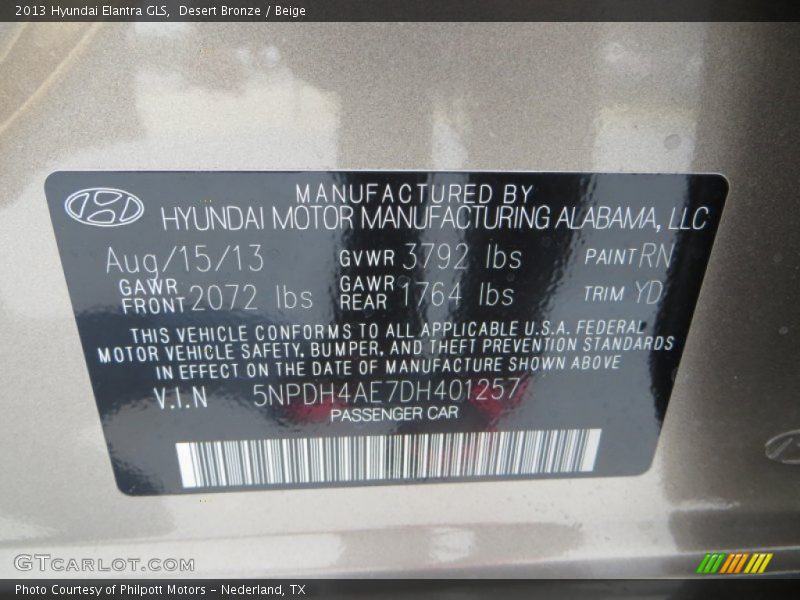 2013 Hyundai Elantra GLS,  Desert Bronze / Beige
MANUFACTURED BY
HYUNDAI MOTOR MANUFACTURING ALABAMA, LLC
Aug/15/13 GVWR 3792 lbs PAINT RN
GAWR FRONT 2072 lbs GAWR REAR 1764 lbs TRIM YD
THIS VEHICLE CONFORMS TO ALL APPLICABLE U.S.A. FEDERAL
MOTOR VEHICLE SAFETY, BUMPER, AND THEFT PREVENTION STANDARDS
IN EFFECT ON THE DATE OF MANUFACTURE SHOWN ABOVE
V.I.N 5NPDH4AE7DH401257
PASSENGER CAR
GTCARLOT.COM
Photo Courtesy of Philpott Motors - Nederland, TX